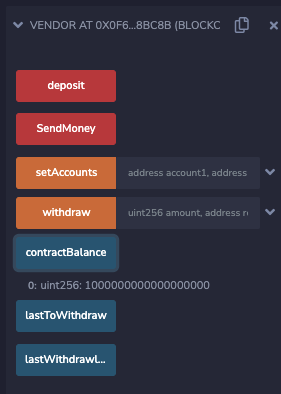 VENDOR AT 0X0F6...8BC8B (BLOCKC
deposit
SendMoney
setAccounts address account1, address
withdraw uint256 amount, address r
contractBalance
0: uint256: 1000000000000000000
lastToWithdraw
lastWithdrawl...